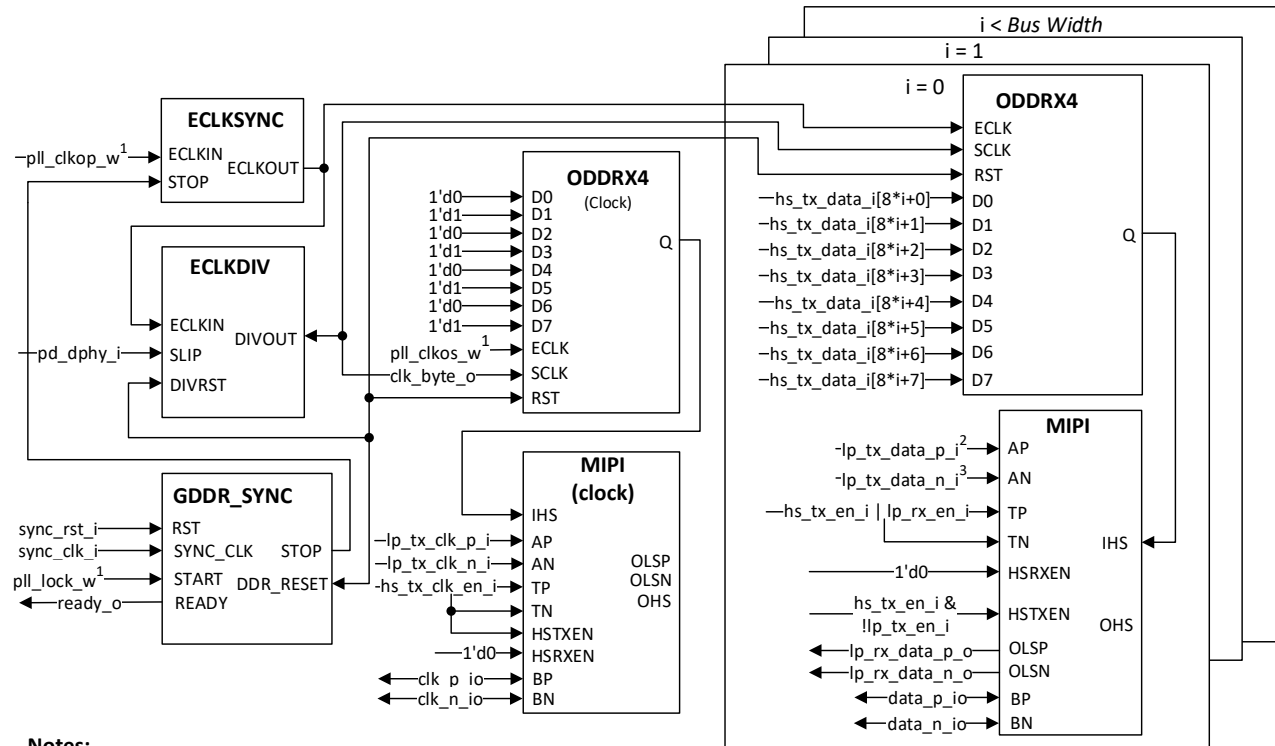 i < Bus Width
i = 1
i = 0
ECLKSYNC
pll_clkop_w1
ECLKIN
ECLKOUT
STOP
ECLKDIV
ECLKIN
DIVOUT
pd_dphy_i
SLIP
DIVRST
GDDR_SYNC
sync_rst_i
RST
sync_clk_i
SYNC_CLK
STOP
pll_lock_w1
START
DDR_RESET
ready_o
READY
ODDRX4
(Clock)
1'd0
D0
1'd1
D1
1'd0
D2
1'd1
D3
1'd0
D4
1'd1
D5
1'd0
D6
1'd1
D7
Q
pll_clkos_w1
ECLK
clk_byte_o
SCLK
RST
MIPI
(clock)
IHS
lp_tx_clk_p_i
AP
lp_tx_clk_n_i
AN
hs_tx_clk_en_i
TP
TN
HSTXEN
1'd0
HSRXEN
clk_p_io
BP
clk_n_io
BN
OLSP
OLSN
OHS
ODDRX4
ECLK
SCLK
RST
hs_tx_data_i[8*i+0]
D0
hs_tx_data_i[8*i+1]
D1
hs_tx_data_i[8*i+2]
D2
hs_tx_data_i[8*i+3]
D3
hs_tx_data_i[8*i+4]
D4
hs_tx_data_i[8*i+5]
D5
hs_tx_data_i[8*i+6]
D6
hs_tx_data_i[8*i+7]
D7
Q
MIPI
lp_tx_data_p_i2
AP
lp_tx_data_n_i3
AN
hs_tx_en_i | lp_rx_en_i
TP
TN
IHS
1'd0
HSRXEN
hs_tx_en_i &
!lp_tx_en_i
HSTXEN
OHS
lp_rx_data_p_o
OLSP
lp_rx_data_n_o
OLSN
data_p_io
BP
data_n_io
BN
Notes: